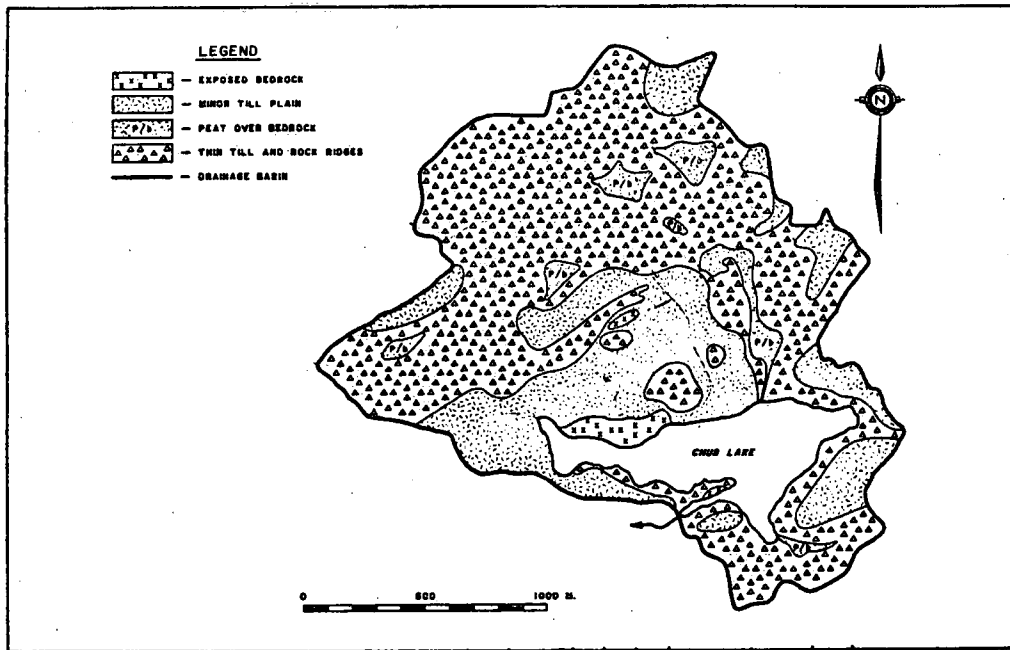 LEGEND
– EXPOSED BEDROCK
– MINOR TILL PLAIN
P/b – PEAT OVER BEDROCK
– THIN TILL AND ROCK RIDGES
– DRAINAGE BASIN
N
P/b
P/b
P/b
P/b
P/b
P/b
CHUB LAKE
P/b
0 500 1000 m.